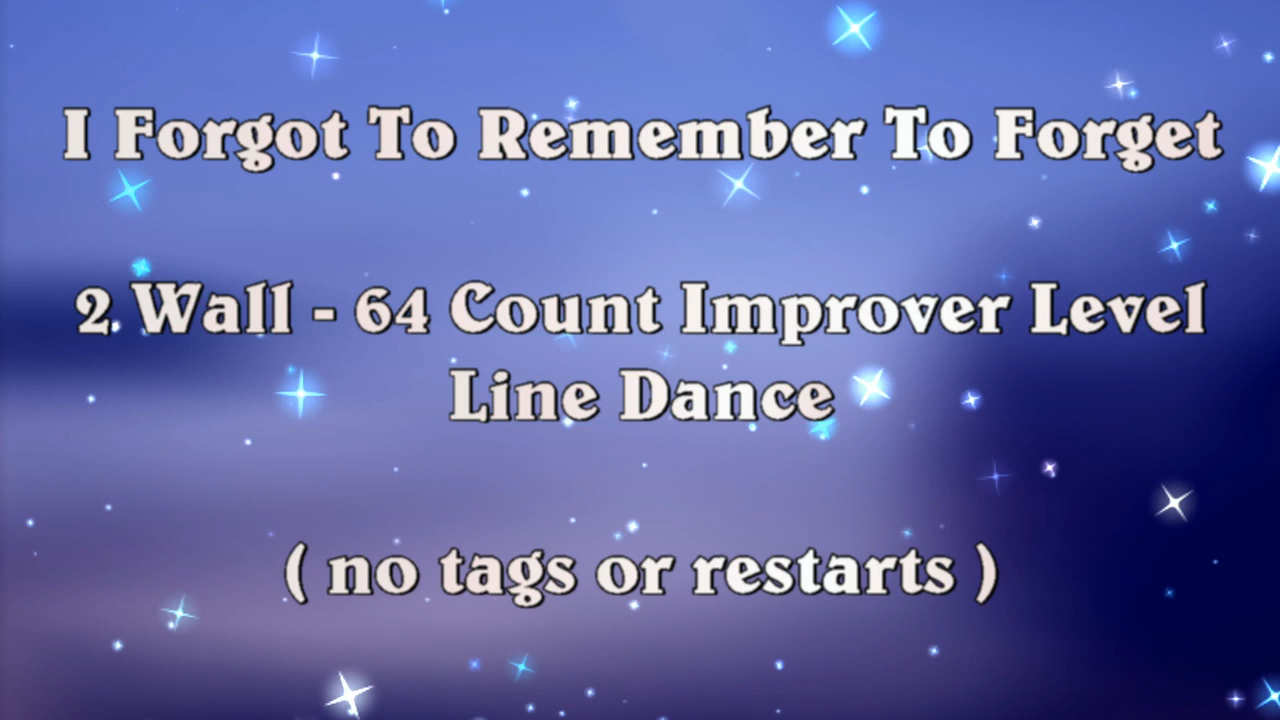 I Forgot To Remember To Forget
2 Wall - 64 Count Improver Level
Line Dance
( no tags or restarts )